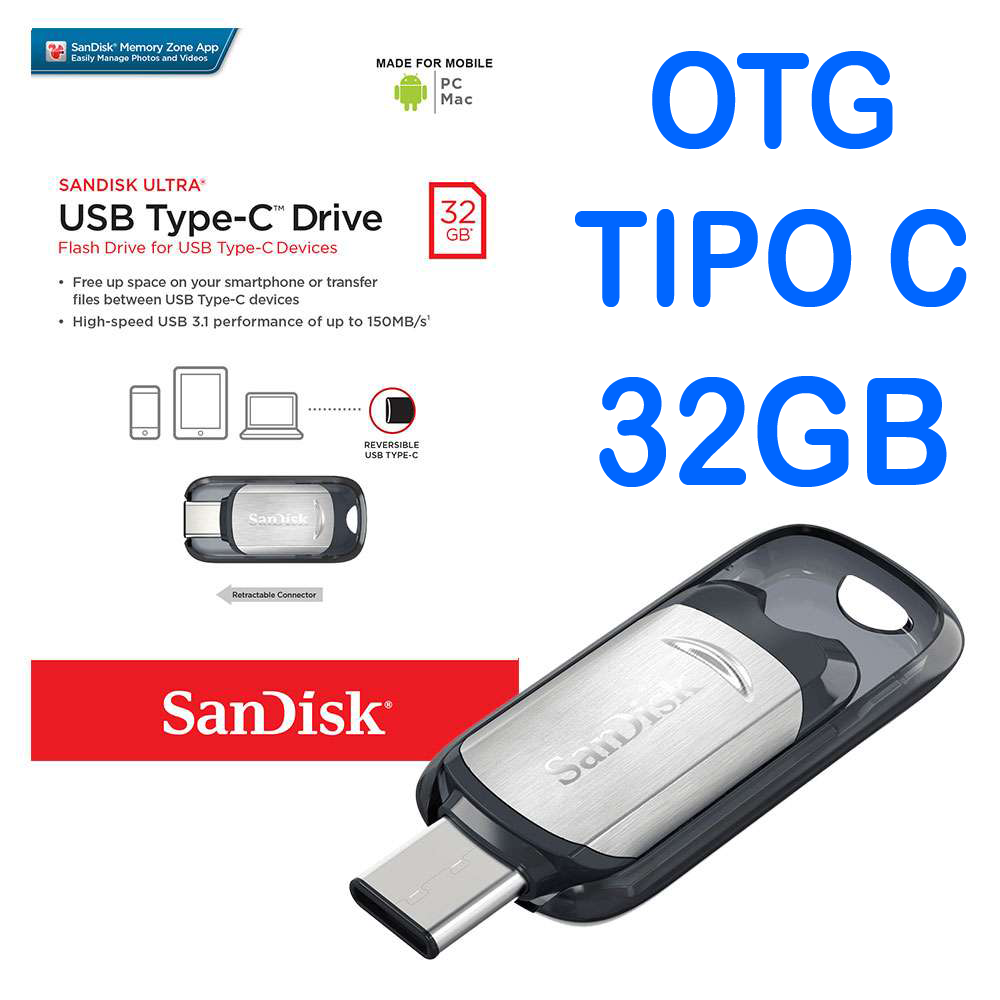 SanDisk® Memory Zone App
Easily Manage Photos and Videos
MADE FOR MOBILE
PC
Mac
SANDISK ULTRA®
USB Type-C™ Drive
Flash Drive for USB Type-C Devices
32
GB*
• Free up space on your smartphone or transfer
files between USB Type-C devices
• High-speed USB 3.1 performance of up to 150MB/s¹
REVERSIBLE
USB TYPE-C
SanDisk
Retractable Connector
SanDisk®
OTG
TIPO C
32GB
SanDisk